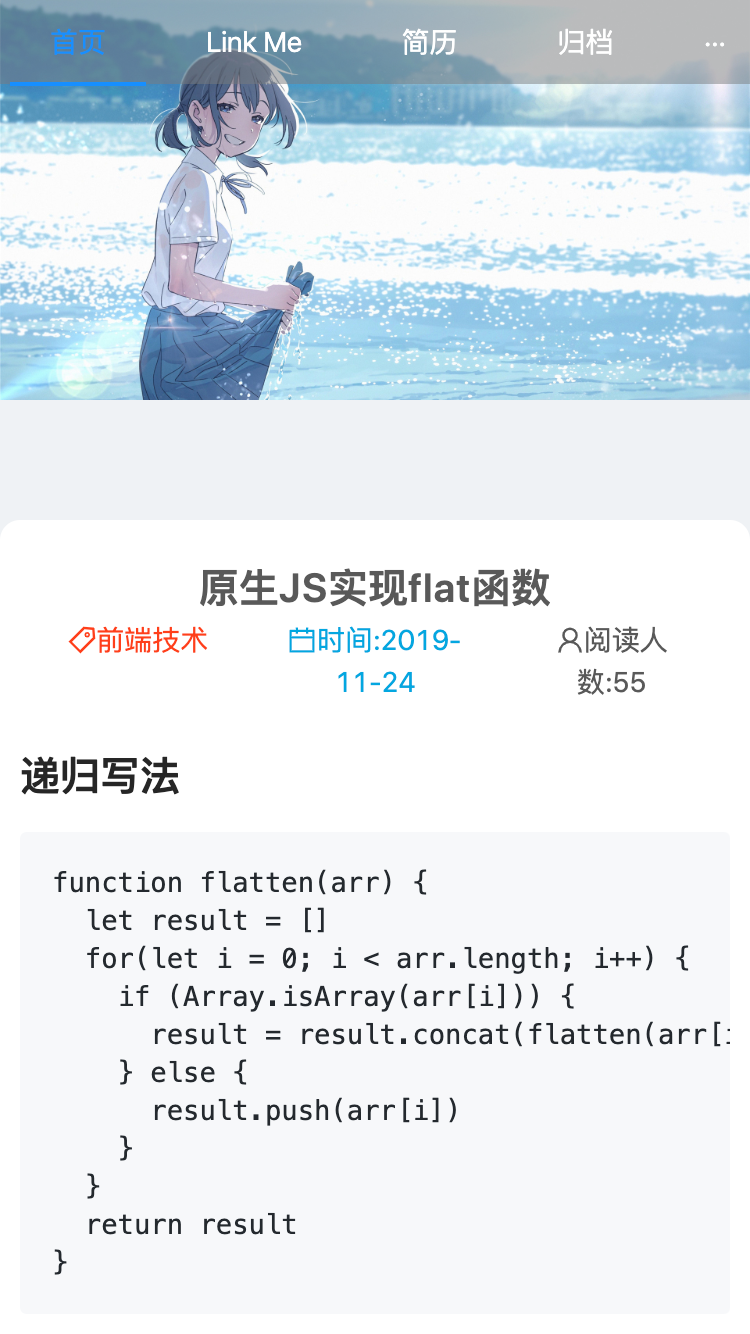 首页 Link Me 简历 归档 ···
原生JS实现flat函数
前端技术 时间:2019-11-24 阅读人数:55
递归写法
function flatten(arr) {
  let result = []
  for(let i = 0; i < arr.length; i++) {
    if (Array.isArray(arr[i])) {
      result = result.concat(flatten(arr[i
    } else {
      result.push(arr[i])
    }
  }
  return result
}